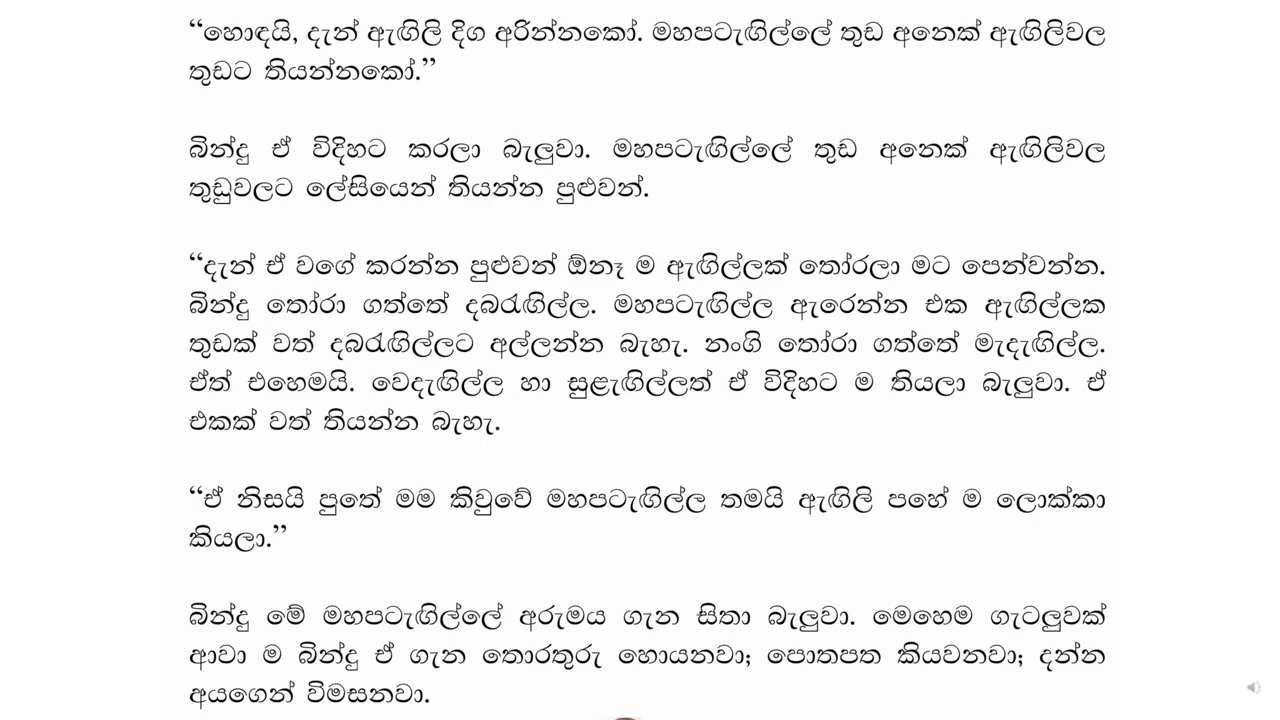 “හොඳයි, දැන් ඇඟිලි දිග අරින්නකෝ. මහපටැඟිල්ලේ තුඩ අනෙක් ඇඟිලිවල
තුඩට තියන්නකෝ.”
බින්දු ඒ විදිහට කරලා බැලුවා. මහපටැඟිල්ලේ තුඩ අනෙක් ඇඟිලිවල
තුඩුවලට ලේසියෙන් තියන්න පුළුවන්.
“දැන් ඒ වගේ කරන්න පුළුවන් ඕනෑ ම ඇඟිල්ලක් තෝරලා මට පෙන්වන්න.
බින්දු තෝරා ගත්තේ දබරැඟිල්ල. මහපටැඟිල්ල ඇරෙන්න එක ඇඟිල්ලක
තුඩක් වත් දබරැඟිල්ලට අල්ලන්න බැහැ. නංගි තෝරා ගත්තේ මැදැඟිල්ල.
ඒත් එහෙමයි. වෙදැඟිල්ල හා සුළැඟිල්ලත් ඒ විදිහට ම තියලා බැලුවා. ඒ
එකක් වත් තියන්න බැහැ.
“ඒ නිසයි පුතේ මම කිව්වේ මහපටැඟිල්ල තමයි ඇඟිලි පහේ ම ලොක්කා
කියලා.”
බින්දු මේ මහපටැඟිල්ලේ අරුමය ගැන සිතා බැලුවා. මෙහෙම ගැටලුවක්
ආවා ම බින්දු ඒ ගැන තොරතුරු හොයනවා; පොතපත කියවනවා; දන්න
අයගෙන් විමසනවා.